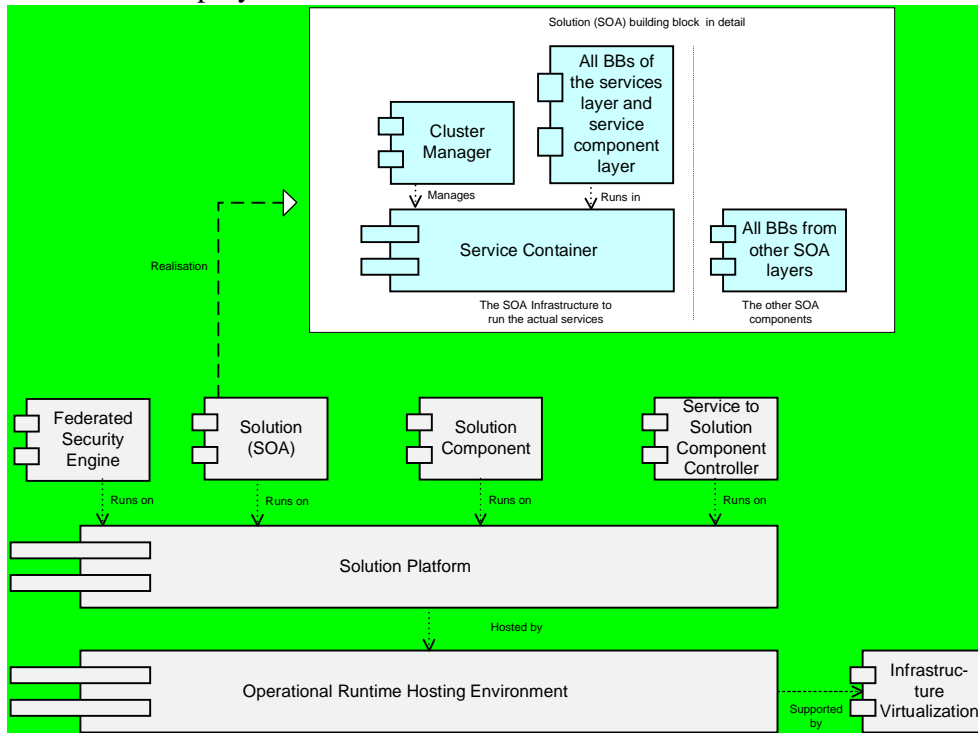 Solution (SOA) building block in detail
All BBs of
the services
layer and
service
component
layer
Cluster
Manager
Manages
Runs in
Service Container
All BBs from
other SOA
layers
The SOA Infrastructure to
run the actual services
The other SOA
components
Realisation
Federated
Security
Engine
Solution
(SOA)
Solution
Component
Service to
Solution
Component
Controller
Runs on
Runs on
Runs on
Runs on
Solution Platform
Hosted by
Operational Runtime Hosting Environment
Supported
by
Infrastruc-
ture
Virtualization